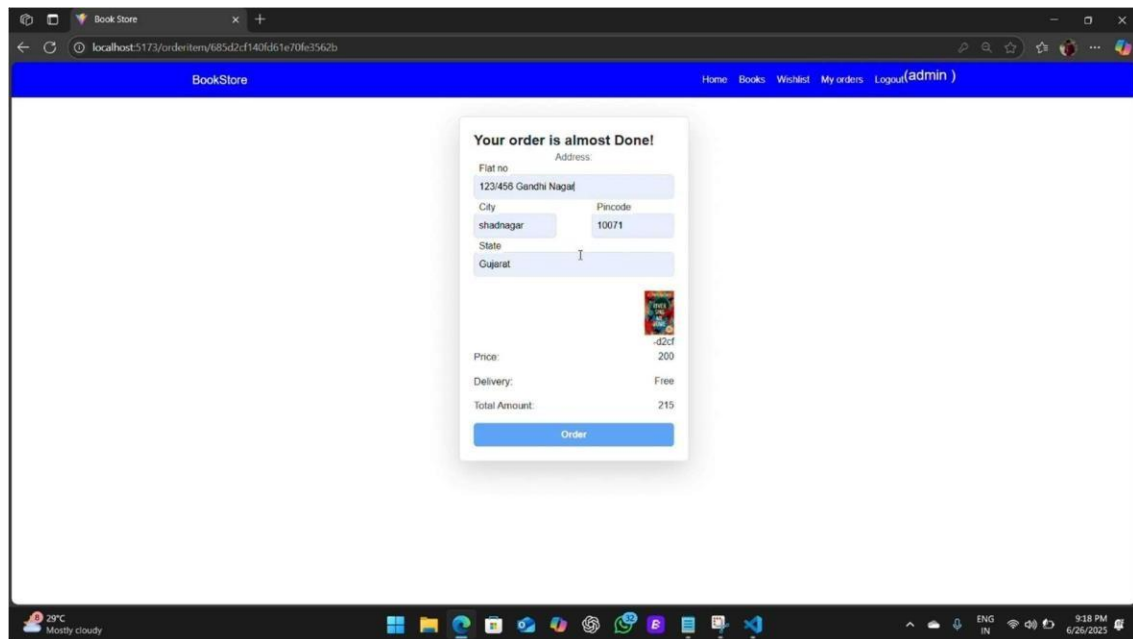 Book Store
localhost:5173/orderitem/685d2cf140fd61e70fe3562b
BookStore Home Books Wishlist My orders Logout(admin )
Your order is almost Done!
Address:
Flat no
123/456 Gandhi Nagar
City Pincode
shadnagar 10071
State
Gujarat
-d2cf
Price: 200
Delivery: Free
Total Amount: 215
Order
29°C
Mostly cloudy
ENG
IN
9:18 PM
6/26/2025